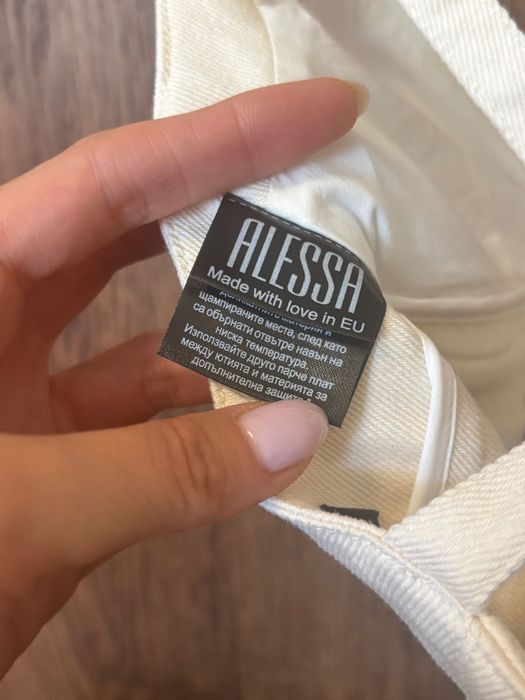 ALESSA
Made with love in EU
щампираните места, след като
са обърнати отвътре навън на
ниска температура.
Използвайте друго парче плат
между ютията и материята за
допълнителна защита